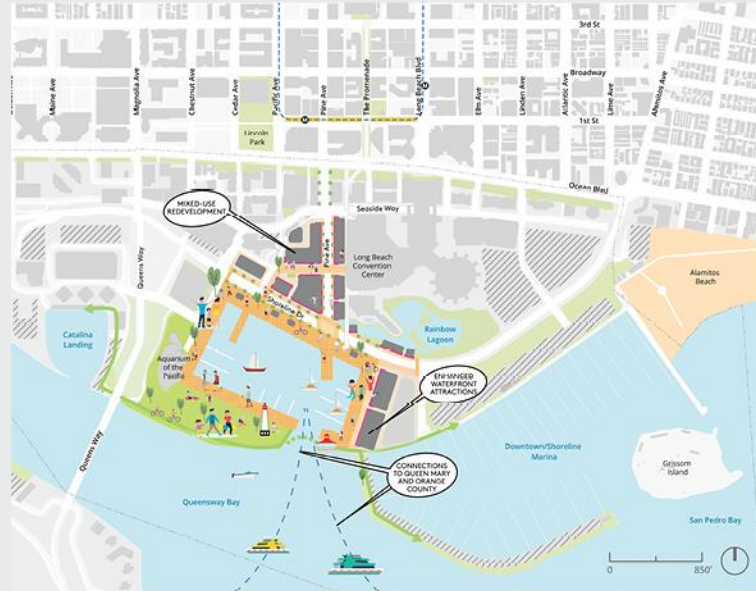 3rd St
Broadway
Maine Ave
Magnolia Ave
Chestnut Ave
Cedar Ave
Pacific Ave
Pine Ave
The Promenade
Long Beach Blvd
Elm Ave
Linden Ave
Atlantic Ave
Lime Ave
Alamitos Ave
M
M
1st St
Lincoln
Park
Ocean Blvd
MIXED-USE
REDEVELOPMENT
Seaside Way
Queens Way
Pine Ave
Long Beach
Convention
Center
Alamitos
Beach
Shoreline Dr
Catalina
Landing
Rainbow
Lagoon
Aquarium
of the
Pacific
ENHANCED
WATERFRONT
ATTRACTIONS
Queens Way
Downtown/Shoreline
Marina
CONNECTIONS
TO QUEEN MARY
AND ORANGE
COUNTY
Grissom
Island
Queensway Bay
San Pedro Bay
0
850'